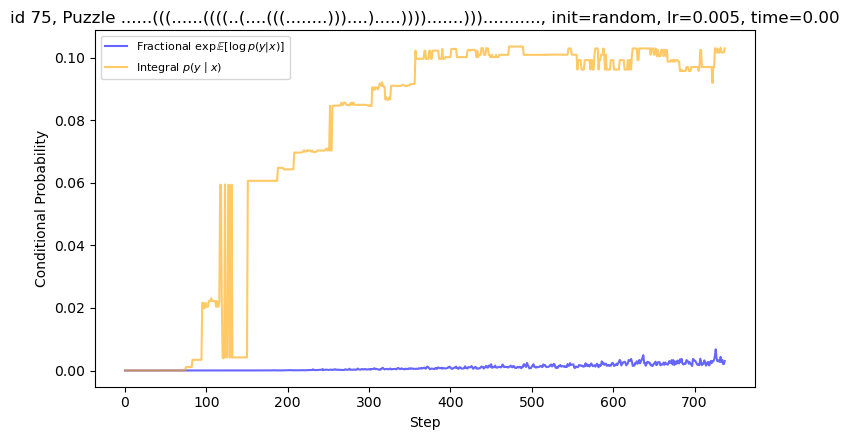 id 75, Puzzle ......(((......((((..(....(((........)))....).....)))).......)))..........., init=random, lr=0.005, time=0.00
Fractional exp𝔼[log p(y|x)]
Integral p(y | x)
0.10
0.08
0.06
0.04
0.02
0.00
Conditional Probability
0 100 200 300 400 500 600 700
Step